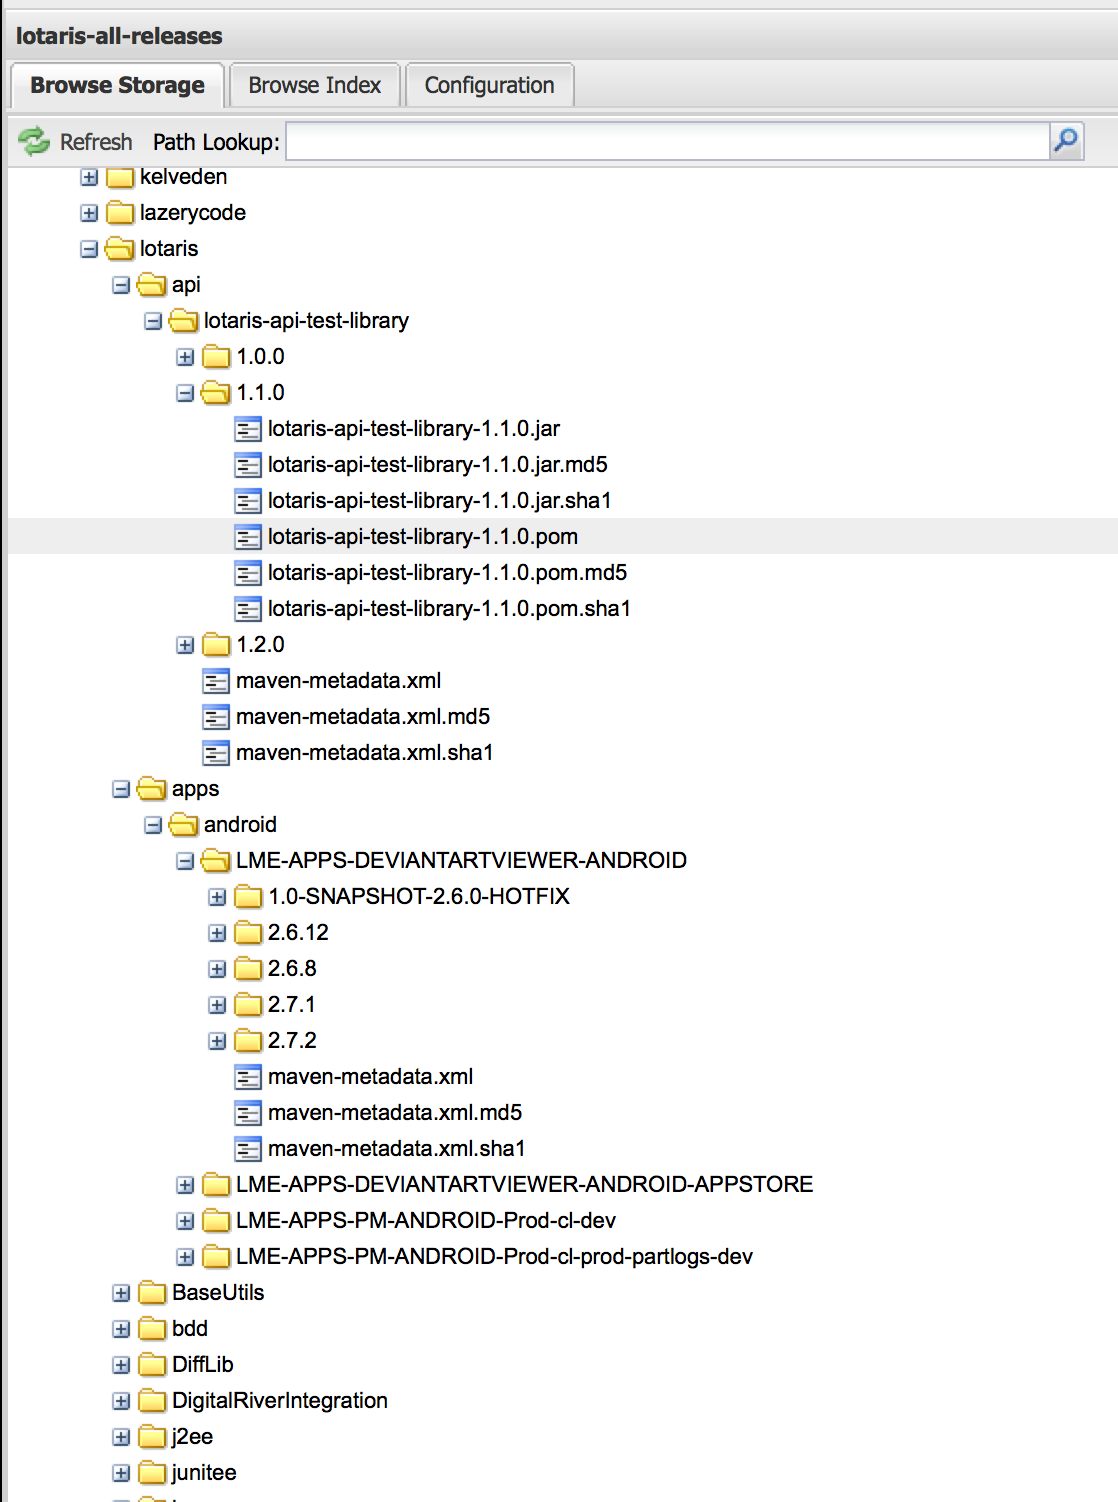 lotaris-all-releases
Browse Storage Browse Index Configuration
Refresh Path Lookup:
kelveden
lazerycode
lotaris
api
lotaris-api-test-library
1.0.0
1.1.0
lotaris-api-test-library-1.1.0.jar
lotaris-api-test-library-1.1.0.jar.md5
lotaris-api-test-library-1.1.0.jar.sha1
lotaris-api-test-library-1.1.0.pom
lotaris-api-test-library-1.1.0.pom.md5
lotaris-api-test-library-1.1.0.pom.sha1
1.2.0
maven-metadata.xml
maven-metadata.xml.md5
maven-metadata.xml.sha1
apps
android
LME-APPS-DEVIANTARTVIEWER-ANDROID
1.0-SNAPSHOT-2.6.0-HOTFIX
2.6.12
2.6.8
2.7.1
2.7.2
maven-metadata.xml
maven-metadata.xml.md5
maven-metadata.xml.sha1
LME-APPS-DEVIANTARTVIEWER-ANDROID-APPSTORE
LME-APPS-PM-ANDROID-Prod-cl-dev
LME-APPS-PM-ANDROID-Prod-cl-prod-partlogs-dev
BaseUtils
bdd
DiffLib
DigitalRiverIntegration
j2ee
junitee